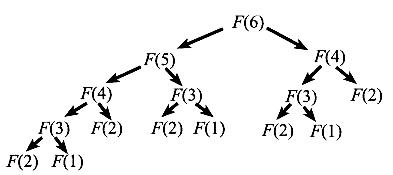 F(6)
F(5) F(4)
F(4) F(3) F(3) F(2)
F(3) F(2) F(2) F(1) F(2) F(1)
F(2) F(1)